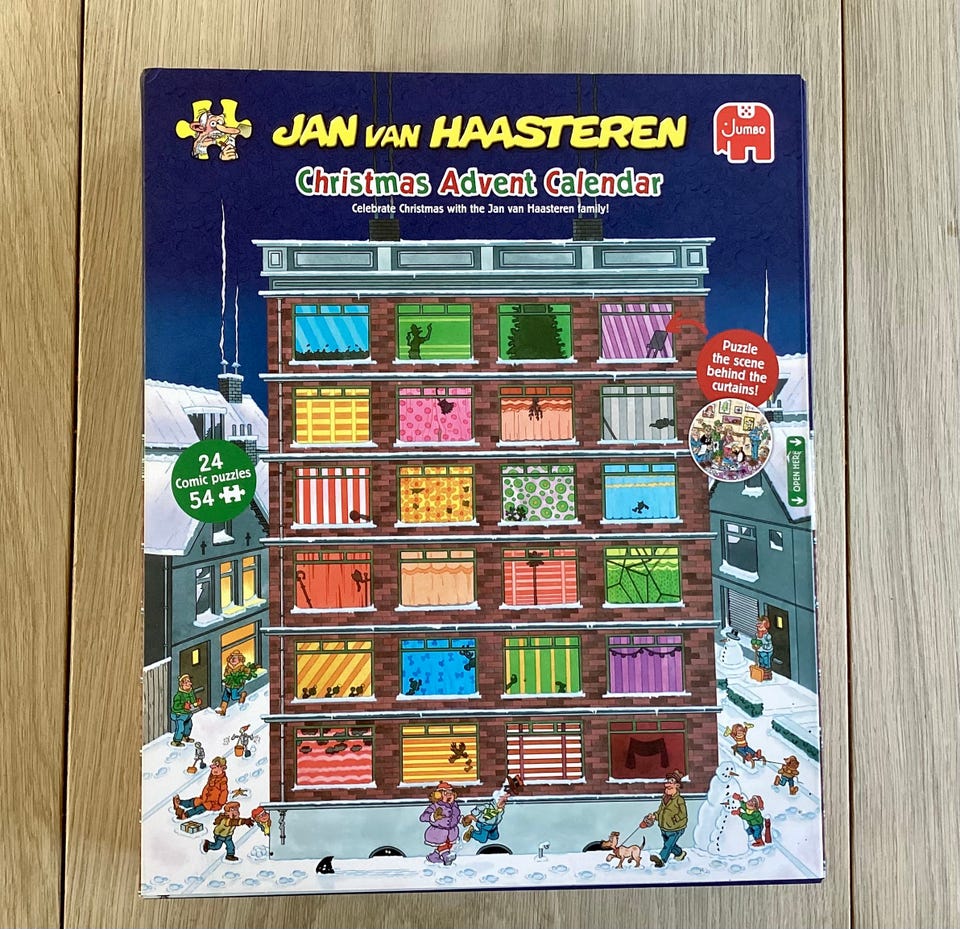 JAN VAN HAASTEREN
Jumbo
Christmas Advent Calendar
Celebrate Christmas with the Jan van Haasteren family!
Puzzle
the scene
behind the
curtains!
24
Comic puzzles
54
OPEN HERE